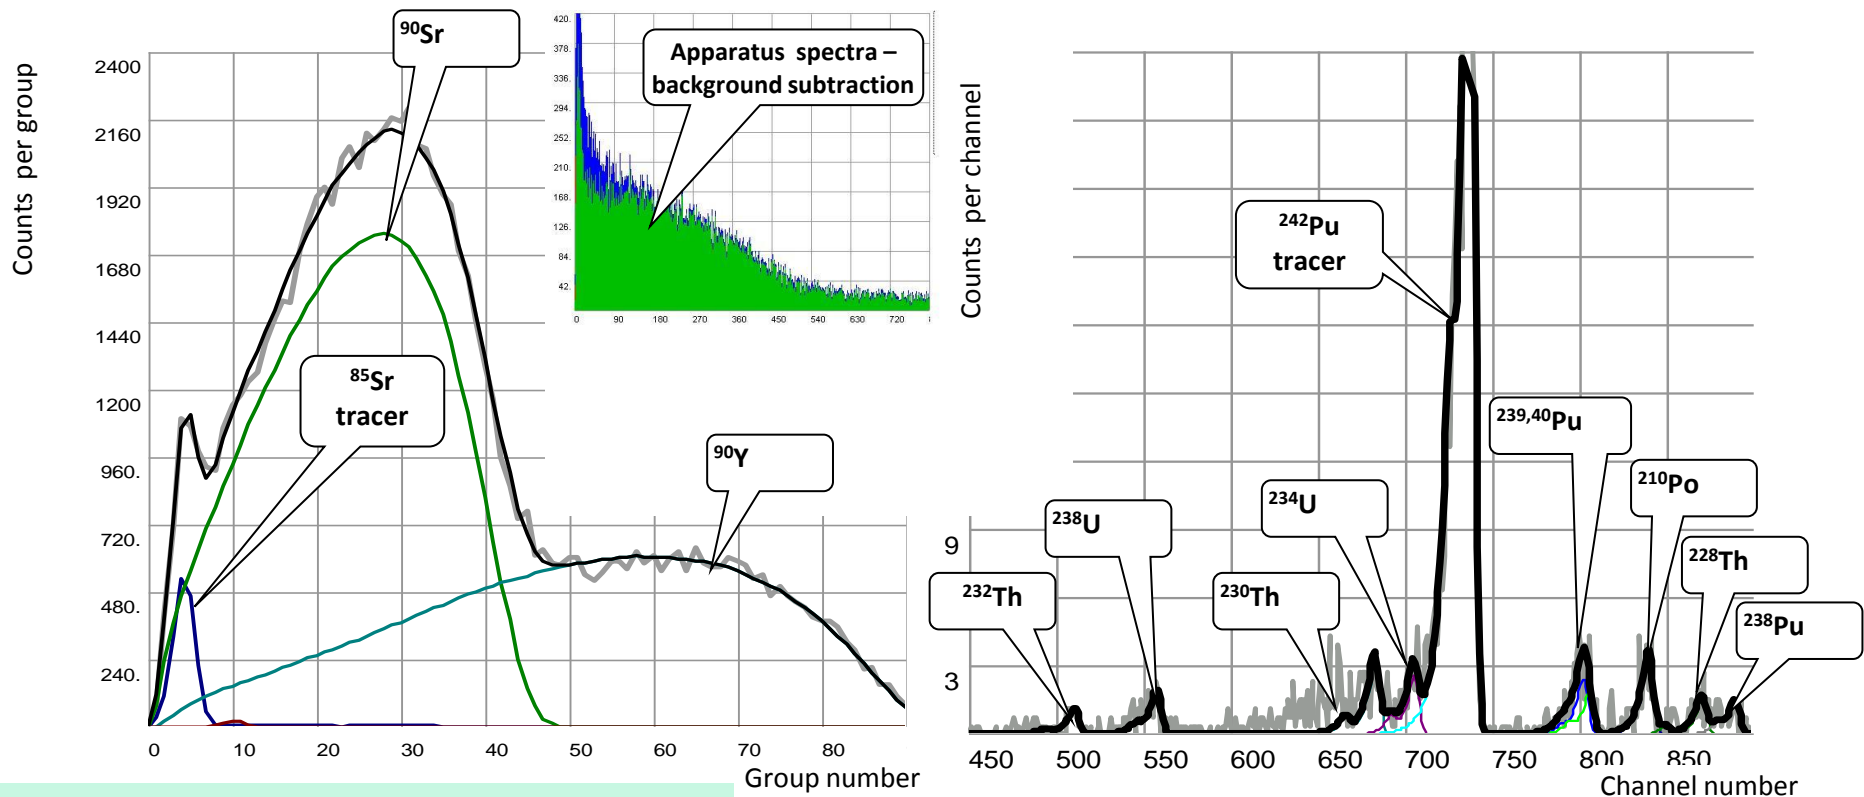 Counts per group
2400
2160
1920
1680
1440
1200
960.
720.
480.
240.
0 10 20 30 40 50 60 70 80
Group number
⁹⁰Sr
⁸⁵Sr
tracer
⁹⁰Y
420.
378.
336.
294.
252.
210.
168.
126.
84.
42.
0 90 180 270 360 450 540 630 720
Apparatus spectra –
background subtraction
Counts per channel
9
3
450 500 550 600 650 700 750 800 850
Channel number
²³²Th
²³⁸U
²³⁰Th
²³⁴U
²⁴²Pu
tracer
²³⁹,⁴⁰Pu
²¹⁰Po
²²⁸Th
²³⁸Pu